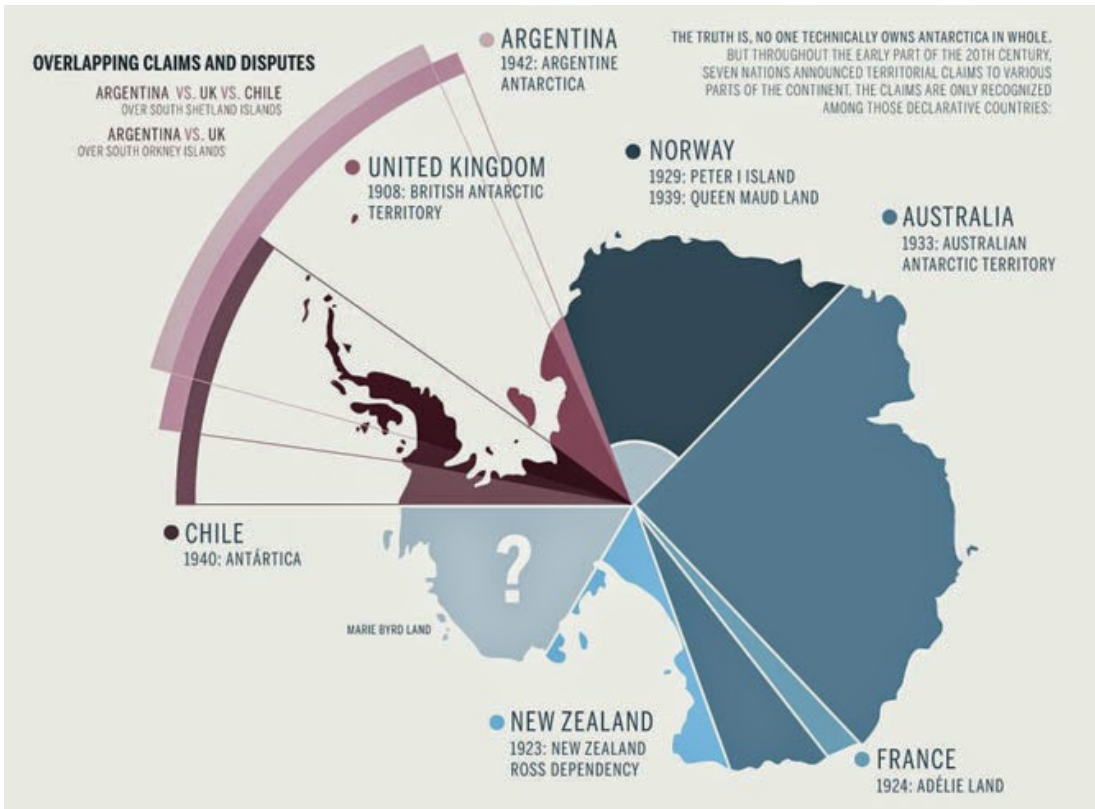 OVERLAPPING CLAIMS AND DISPUTES
ARGENTINA VS. UK VS. CHILE
OVER SOUTH SHETLAND ISLANDS
ARGENTINA VS. UK
OVER SOUTH ORKNEY ISLANDS
ARGENTINA
1942: ARGENTINE
ANTARCTICA
THE TRUTH IS, NO ONE TECHNICALLY OWNS ANTARCTICA IN WHOLE.
BUT THROUGHOUT THE EARLY PART OF THE 20TH CENTURY,
SEVEN NATIONS ANNOUNCED TERRITORIAL CLAIMS TO VARIOUS
PARTS OF THE CONTINENT. THE CLAIMS ARE ONLY RECOGNIZED
AMONG THOSE DECLARATIVE COUNTRIES:
UNITED KINGDOM
1908: BRITISH ANTARCTIC
TERRITORY
NORWAY
1929: PETER I ISLAND
1939: QUEEN MAUD LAND
AUSTRALIA
1933: AUSTRALIAN
ANTARCTIC TERRITORY
CHILE
1940: ANTÁRTICA
?
MARIE BYRD LAND
NEW ZEALAND
1923: NEW ZEALAND
ROSS DEPENDENCY
FRANCE
1924: ADÉLIE LAND